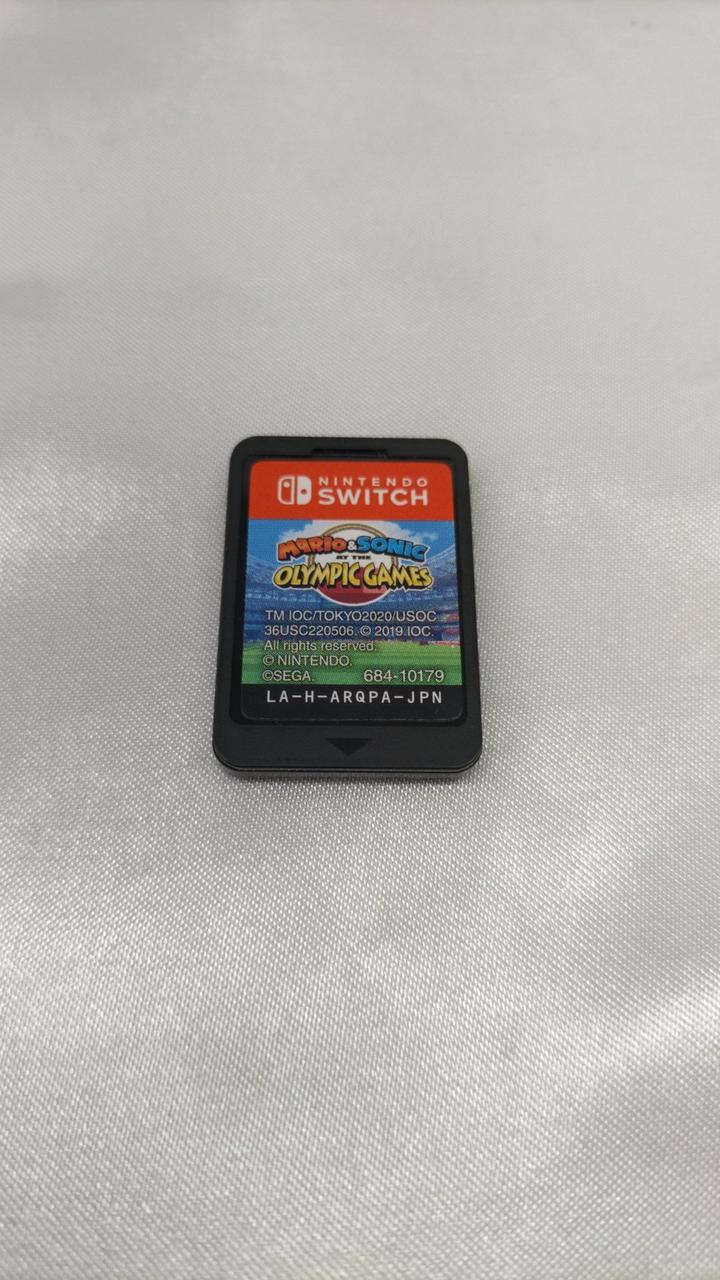 NINTENDO
SWITCH
MARIO & SONIC
AT THE
OLYMPIC GAMES
TM IOC/TOKYO2020/USOC
36USC220506. © 2019 IOC.
All rights reserved.
© NINTENDO.
©SEGA. 684-10179
LA-H-ARQPA-JPN